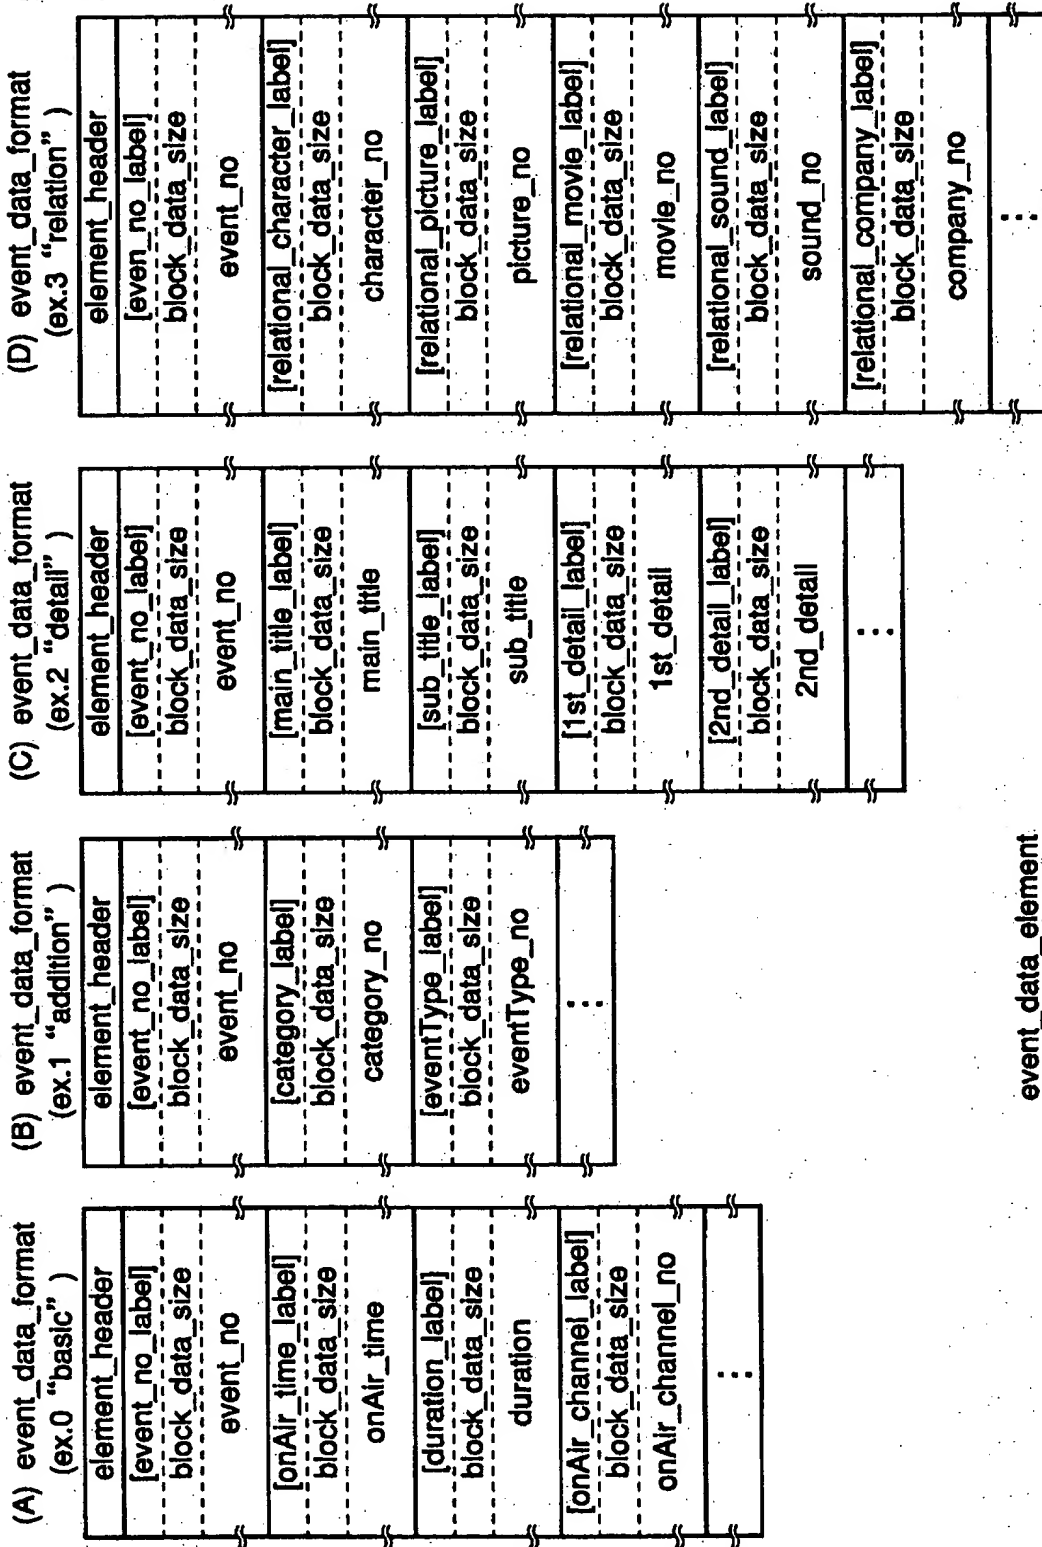 (A) event_data_format
(ex.0 “basic” )
element_header
[event_no_label]
block_data_size
event_no
[onAir_time_label]
block_data_size
onAir_time
[duration_label]
block_data_size
duration
[onAir_channel_label]
block_data_size
onAir_channel_no
...
(B) event_data_format
(ex.1 “addition” )
element_header
[event_no_label]
block_data_size
event_no
[category_label]
block_data_size
category_no
[eventType_label]
block_data_size
eventType_no
...
(C) event_data_format
(ex.2 “detail” )
element_header
[event_no_label]
block_data_size
event_no
[main_title_label]
block_data_size
main_title
[sub_title_label]
block_data_size
sub_title
[1st_detail_label]
block_data_size
1st_detail
[2nd_detail_label]
block_data_size
2nd_detail
...
(D) event_data_format
(ex.3 “relation” )
element_header
[even_no_label]
block_data_size
event_no
[relational_character_label]
block_data_size
character_no
[relational_picture_label]
block_data_size
picture_no
[relational_movie_label]
block_data_size
movie_no
[relational_sound_label]
block_data_size
sound_no
[relational_company_label]
block_data_size
company_no
...
event_data_element